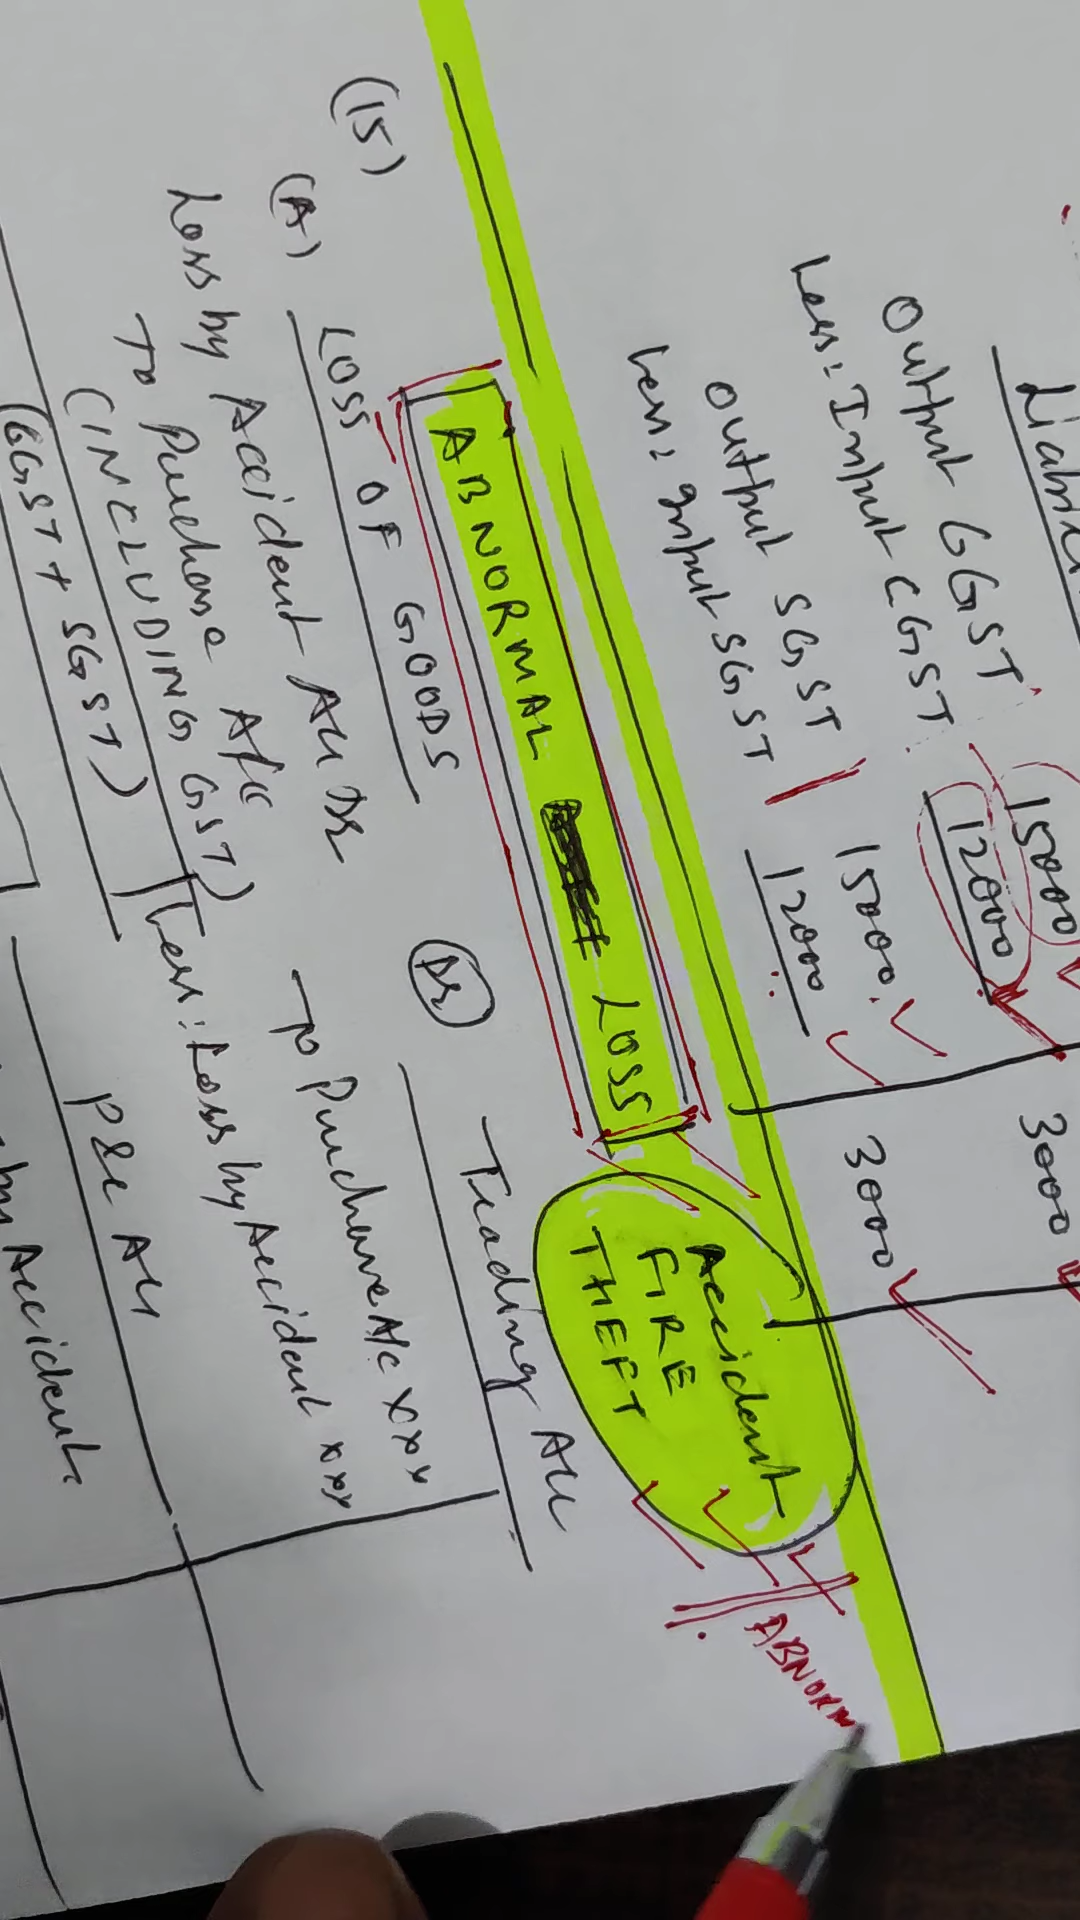 Output CGST 15000
Less: Input CGST 12000 3000
Output SGST 15000
Less: Input SGST 12000 3000
(15) ABNORMAL LOSS
Accident
FIRE
THEFT
ABNORM
(A) LOSS OF GOODS
Loss by Accident A/c Dr
To Purchase A/c
(INCLUDING GST)
(CGST + SGST)
Dr Trading A/c
To Purchase A/c xxx
Less: Loss by Accident xxx
P&L A/c
by Accident